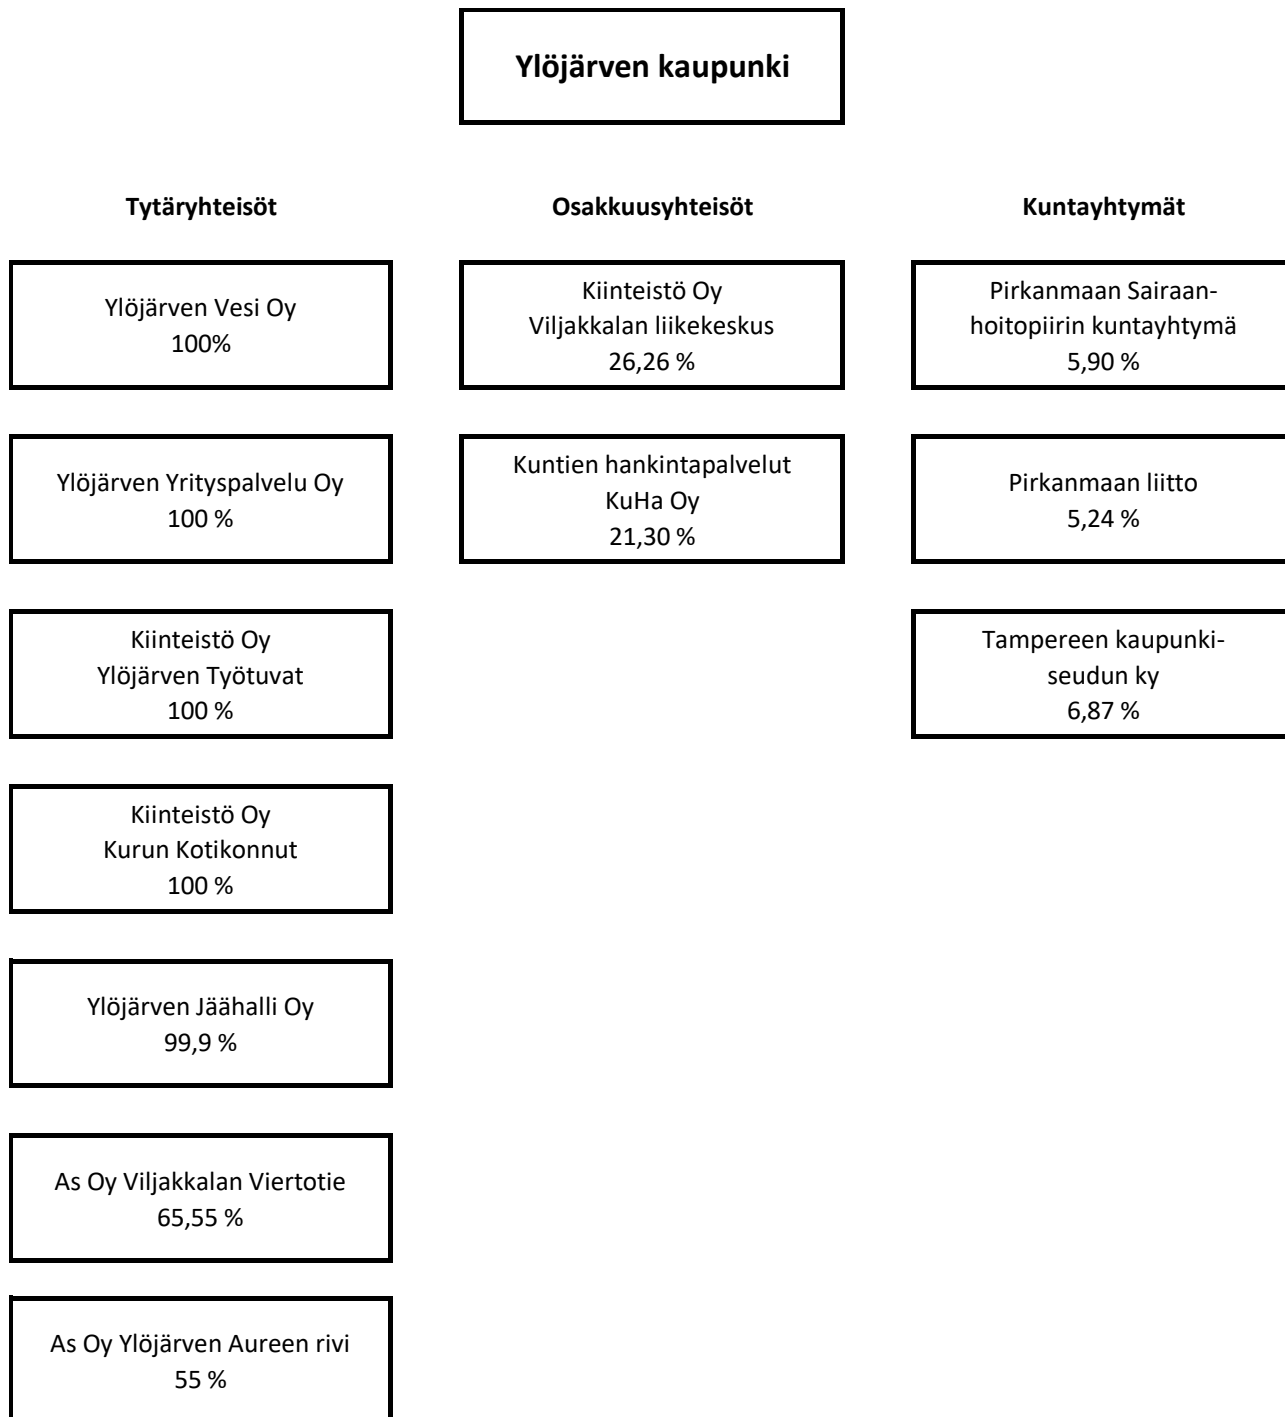 Ylöjärven kaupunki
Tytäryhteisöt
Osakkuusyhteisöt
Kuntayhtymät
Ylöjärven Vesi Oy
100%
Kiinteistö Oy
Viljakkalan liikekeskus
26,26 %
Pirkanmaan Sairaan-
hoitopiirin kuntayhtymä
5,90 %
Ylöjärven Yrityspalvelu Oy
100 %
Kuntien hankintapalvelut
KuHa Oy
21,30 %
Pirkanmaan liitto
5,24 %
Kiinteistö Oy
Ylöjärven Työtuvat
100 %
Tampereen kaupunki-
seudun ky
6,87 %
Kiinteistö Oy
Kurun Kotikonnut
100 %
Ylöjärven Jäähalli Oy
99,9 %
As Oy Viljakkalan Viertotie
65,55 %
As Oy Ylöjärven Aureen rivi
55 %